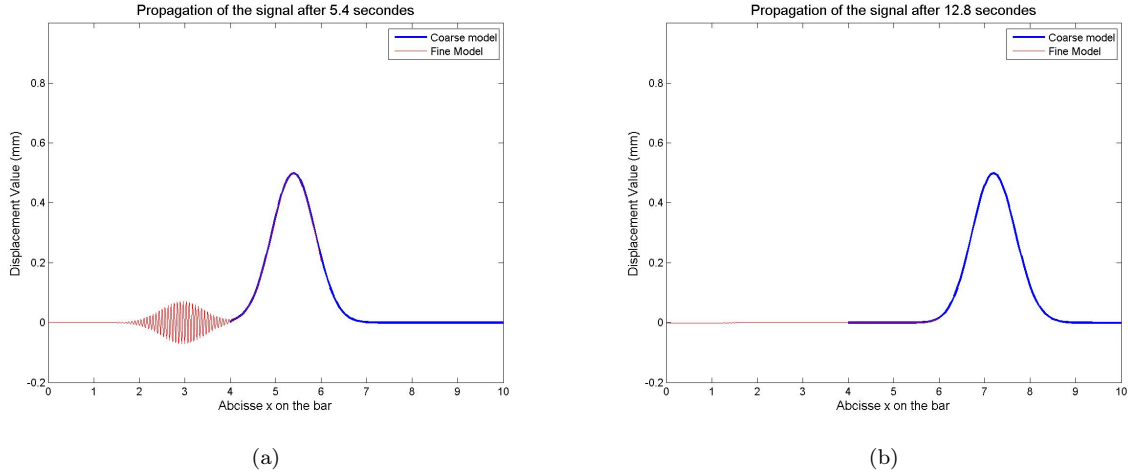 Propagation of the signal after 5.4 secondes
Coarse model
Fine Model
0.8
0.6
0.4
0.2
0
-0.2
Displacement Value (mm)
0 1 2 3 4 5 6 7 8 9 10
Abcisse x on the bar
(a)
Propagation of the signal after 12.8 secondes
Coarse model
Fine Model
0.8
0.6
0.4
0.2
0
-0.2
Displacement Value (mm)
0 1 2 3 4 5 6 7 8 9 10
Abcisse x on the bar
(b)